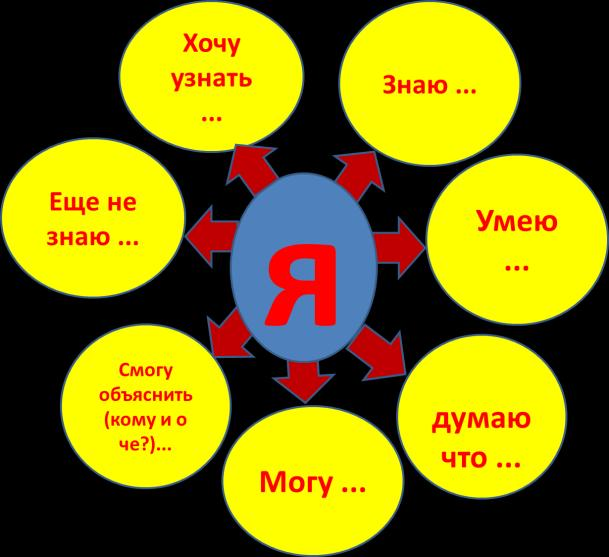 Хочу
узнать
...
Знаю ...
Еще не
знаю ...
Умею
...
Я
Смогу
объяснить
(кому и о
че?)...
думаю
что ...
Могу ...